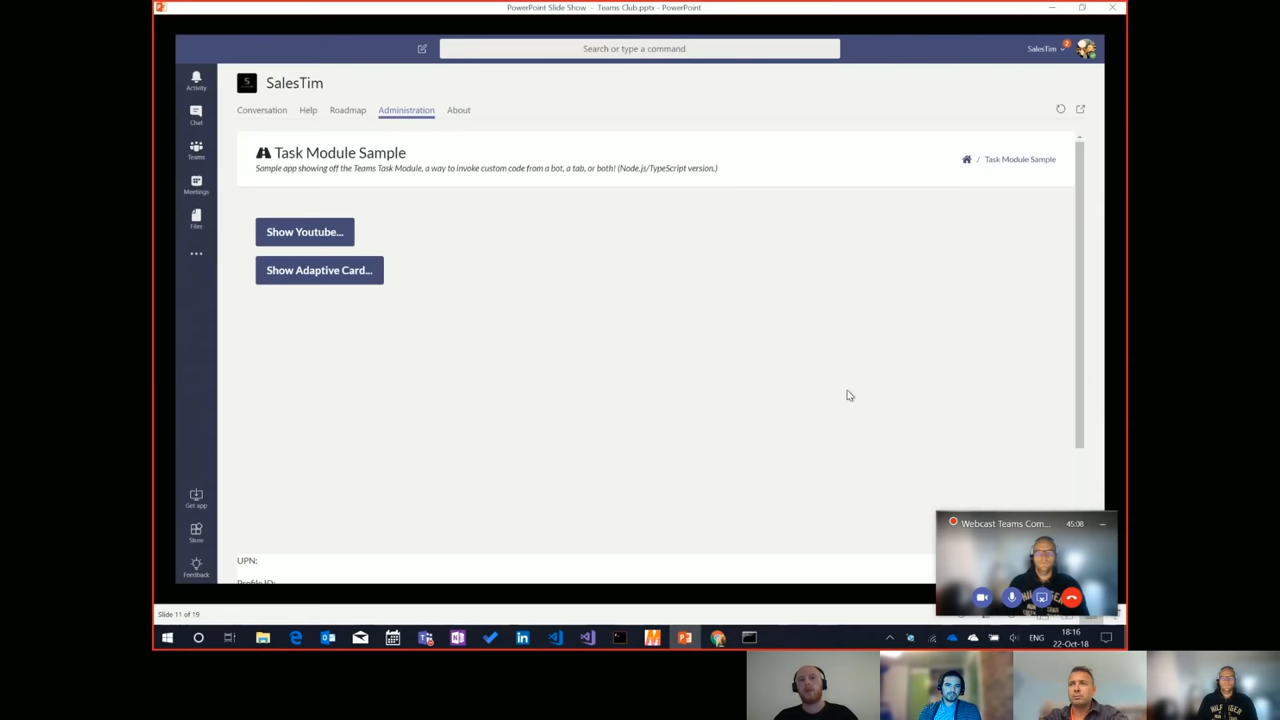 PowerPoint Slide Show - Teams Club.pptx - PowerPoint
Search or type a command
SalesTim
2
Activity
Chat
Teams
Meetings
Files
Get app
Store
Feedback
S
SalesTim
Conversation Help Roadmap Administration About
Task Module Sample
Sample app showing off the Teams Task Module, a way to invoke custom code from a bot, a tab, or both! (Node.js/TypeScript version.)
/ Task Module Sample
Show Youtube...
Show Adaptive Card...
UPN:
Profile ID:
Webcast Teams Com... 45:08
Slide 11 of 19
ENG
18:16
22-Oct-18